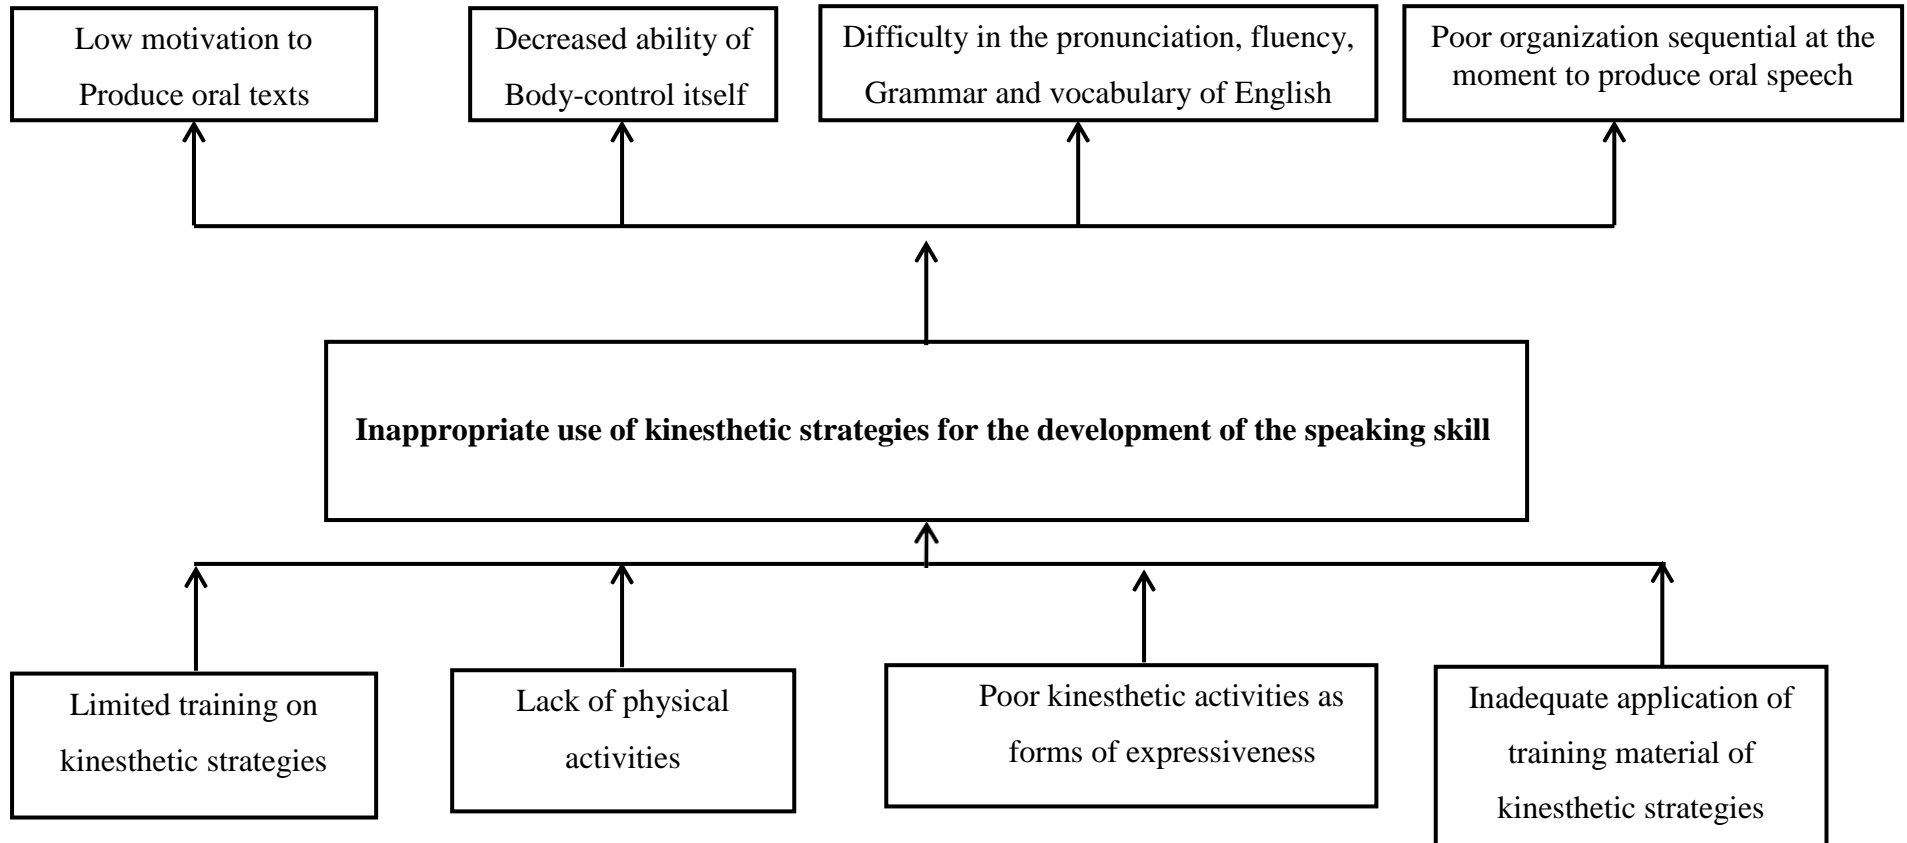 Low motivation to
Produce oral texts
Decreased ability of
Body-control itself
Difficulty in the pronunciation, fluency,
Grammar and vocabulary of English
Poor organization sequential at the
moment to produce oral speech
Inappropriate use of kinesthetic strategies for the development of the speaking skill
Limited training on
kinesthetic strategies
Lack of physical
activities
Poor kinesthetic activities as
forms of expressiveness
Inadequate application of
training material of
kinesthetic strategies